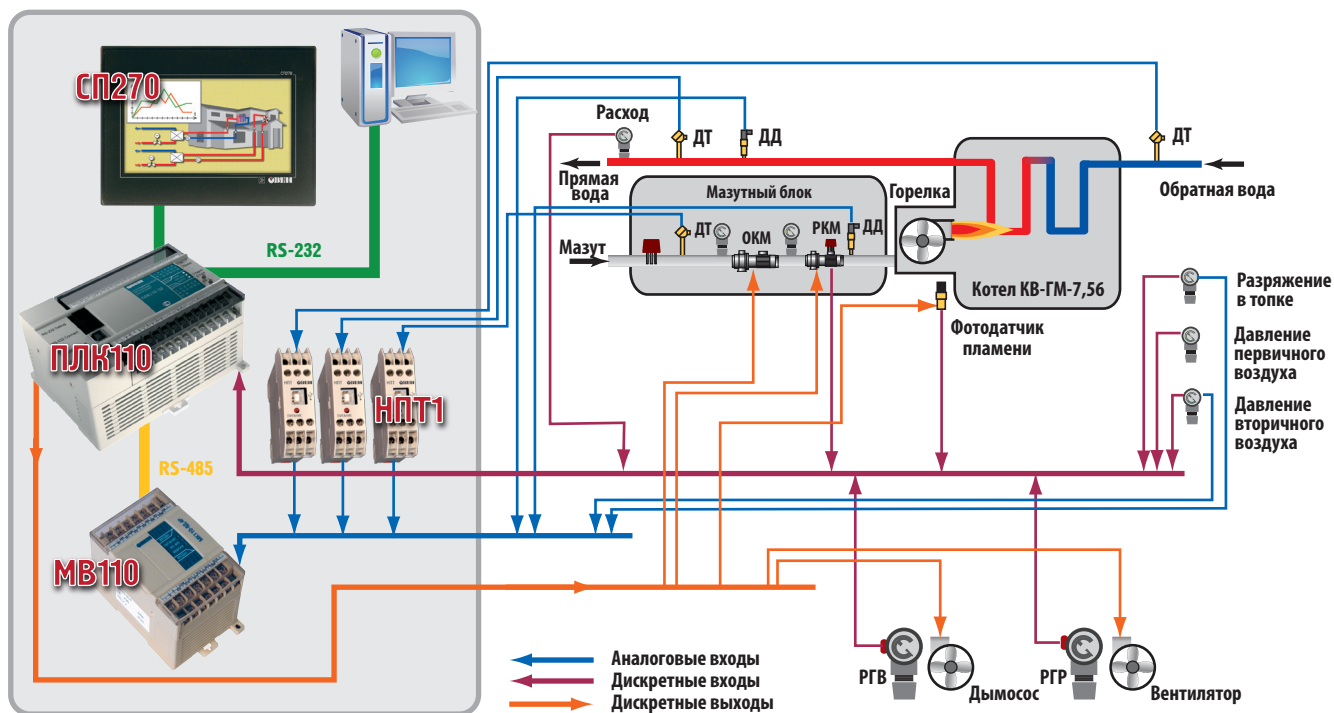 СП270
ОВЕН
RS-232
ПЛК110
НПТ1
RS-485
МВ110
Расход
ДТ
ДД
ДТ
Прямая
вода
Обратная вода
Мазутный блок
Горелка
ДТ
ОКМ
РКМ
ДД
Мазут
Котел КВ-ГМ-7,56
Фотодатчик
пламени
Разряжение
в топке
Давление
первичного
воздуха
Давление
вторичного
воздуха
РГВ
Дымосос
РГР
Вентилятор
Аналоговые входы
Дискретные входы
Дискретные выходы